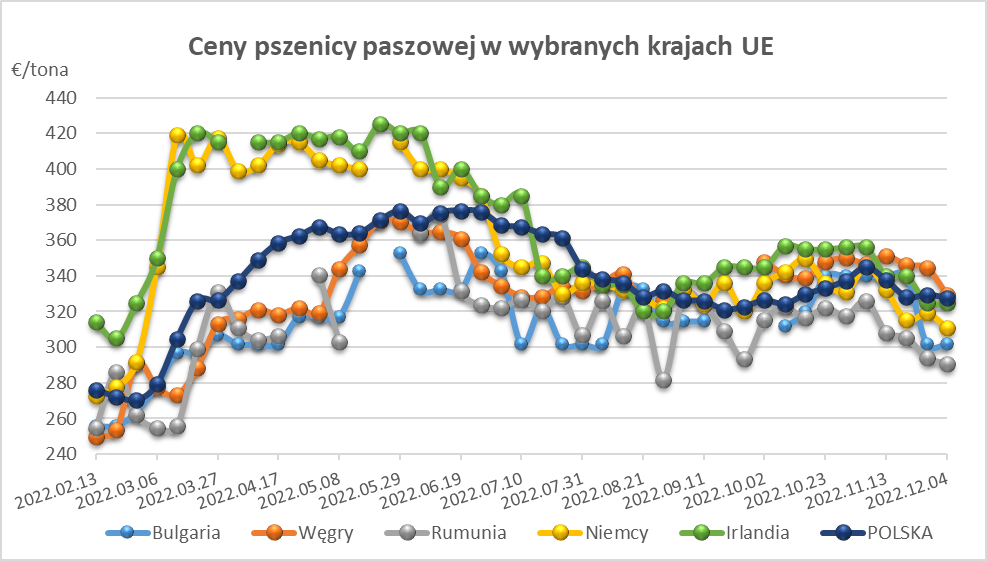 Ceny pszenicy paszowej w wybranych krajach UE
€/tona
440
420
400
380
360
340
320
300
280
260
240
2022.02.13 2022.03.06 2022.03.27 2022.04.17 2022.05.08 2022.05.29 2022.06.19 2022.07.10 2022.07.31 2022.08.21 2022.09.11 2022.10.02 2022.10.23 2022.11.13 2022.12.04
Bulgaria Węgry Rumunia Niemcy Irlandia POLSKA